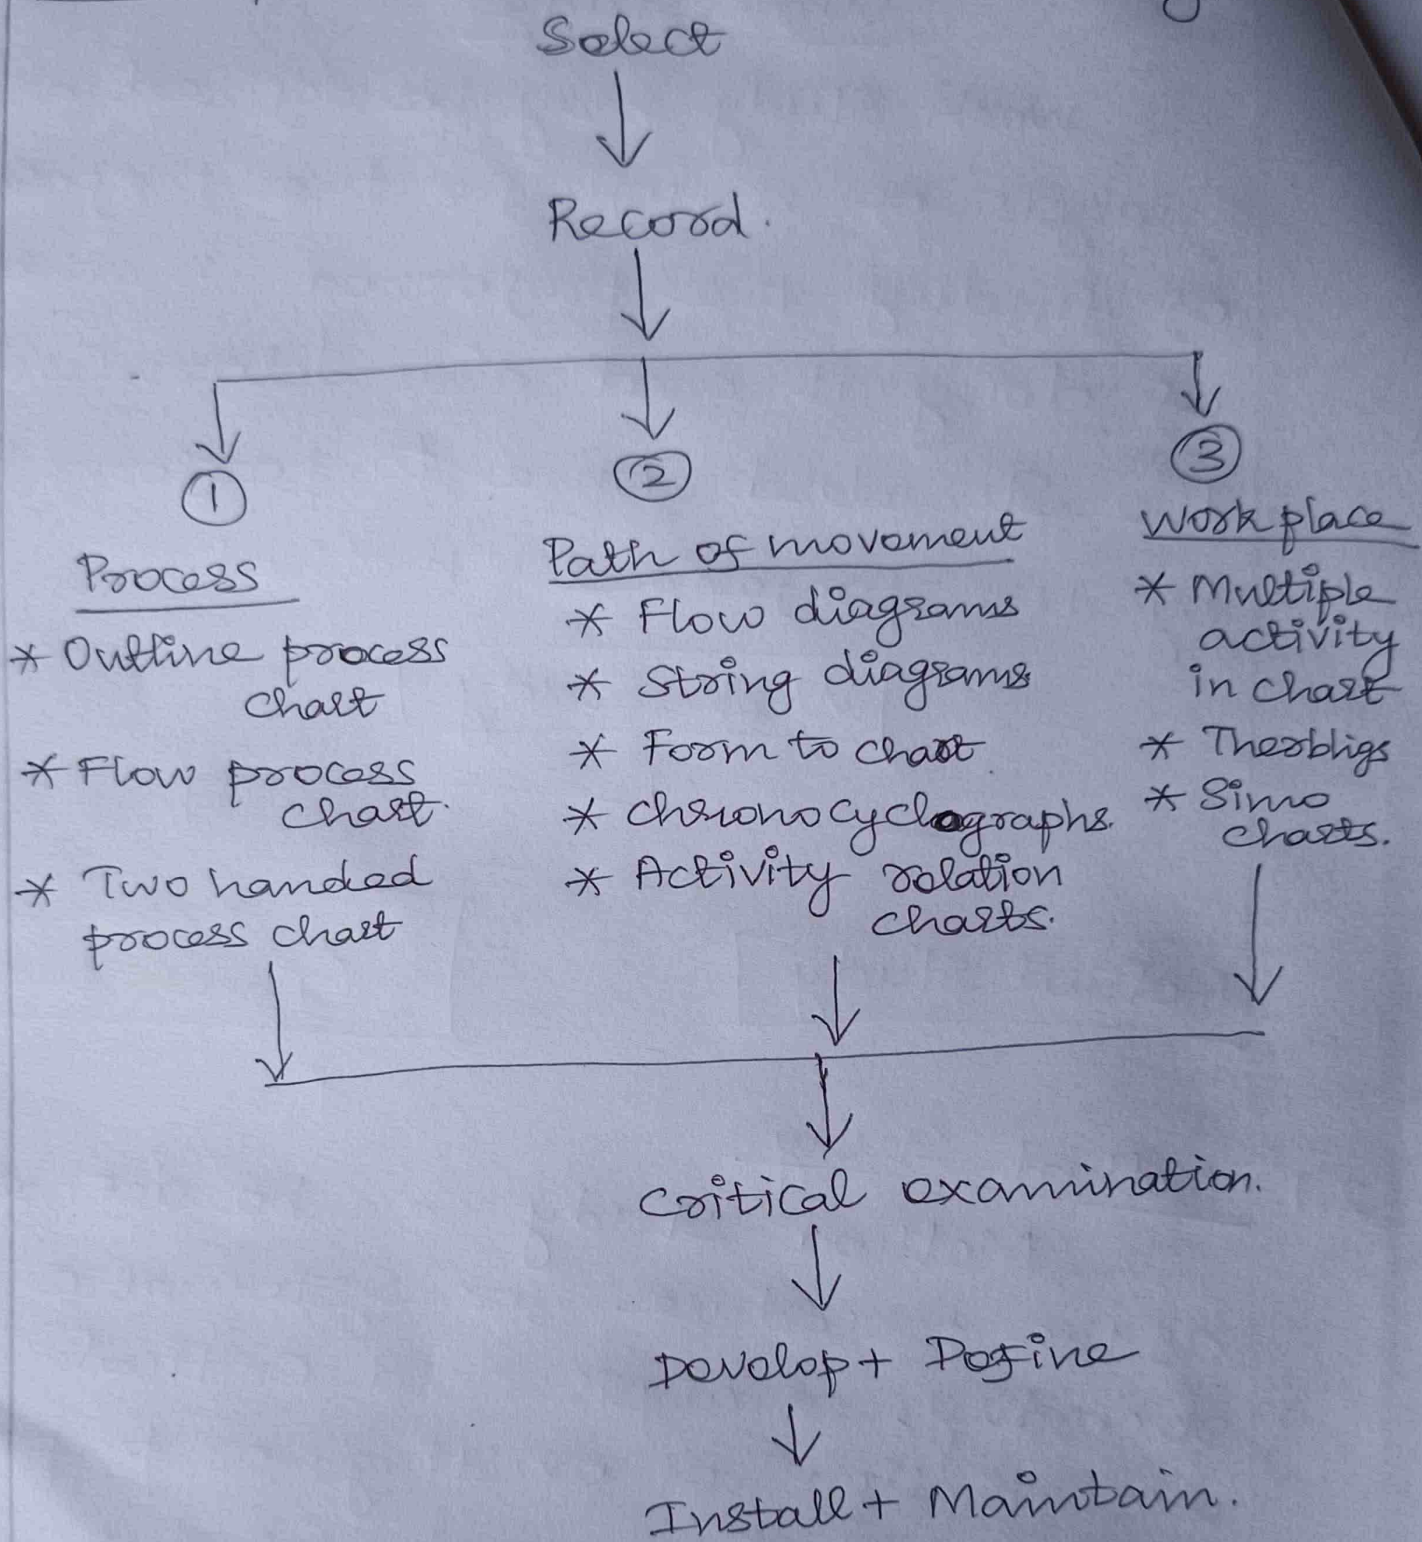 Select
Record.
1
2
3
Process
* Outline process
chart
* Flow process
chart.
* Two handed
process chart
Path of movement
* Flow diagrams
* String diagrams
* Form to chart
* Chronocyclographs.
* Activity relation
charts.
Work place
* Multiple
activity
in chart
* Therbligs
* Simo
charts.
Critical examination.
Develop + Define
Install + Maintain.